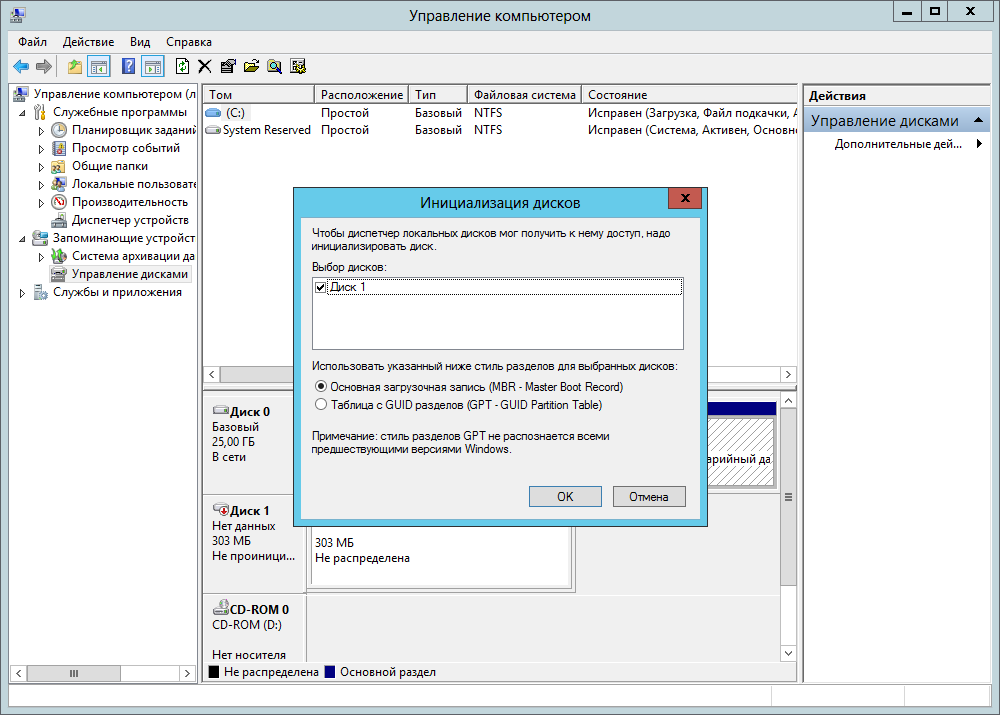 Управление компьютером
Файл Действие Вид Справка
Управление компьютером (л
Служебные программы
Планировщик заданий
Просмотр событий
Общие папки
Локальные пользовате
Производительность
Диспетчер устройств
Запоминающие устройст
Система архивации да
Управление дисками
Службы и приложения
Том Расположение Тип Файловая система Состояние
(C:) Простой Базовый NTFS Исправен (Загрузка, Файл подкачки, А
System Reserved Простой Базовый NTFS Исправен (Система, Активен, Основно
Действия
Управление дисками
Дополнительные дей...
Инициализация дисков
Чтобы диспетчер локальных дисков мог получить к нему доступ, надо
инициализировать диск.
Выбор дисков:
Диск 1
Использовать указанный ниже стиль разделов для выбранных дисков:
Основная загрузочная запись (MBR - Master Boot Record)
Таблица с GUID разделов (GPT - GUID Partition Table)
Примечание: стиль разделов GPT не распознается всеми
предшествующими версиями Windows.
OK Отмена
Диск 0
Базовый
25,00 ГБ
В сети
арийный да
Диск 1
Нет данных
303 МБ
Не проиници...
303 МБ
Не распределена
CD-ROM 0
CD-ROM (D:)
Нет носителя
Не распределена Основной раздел